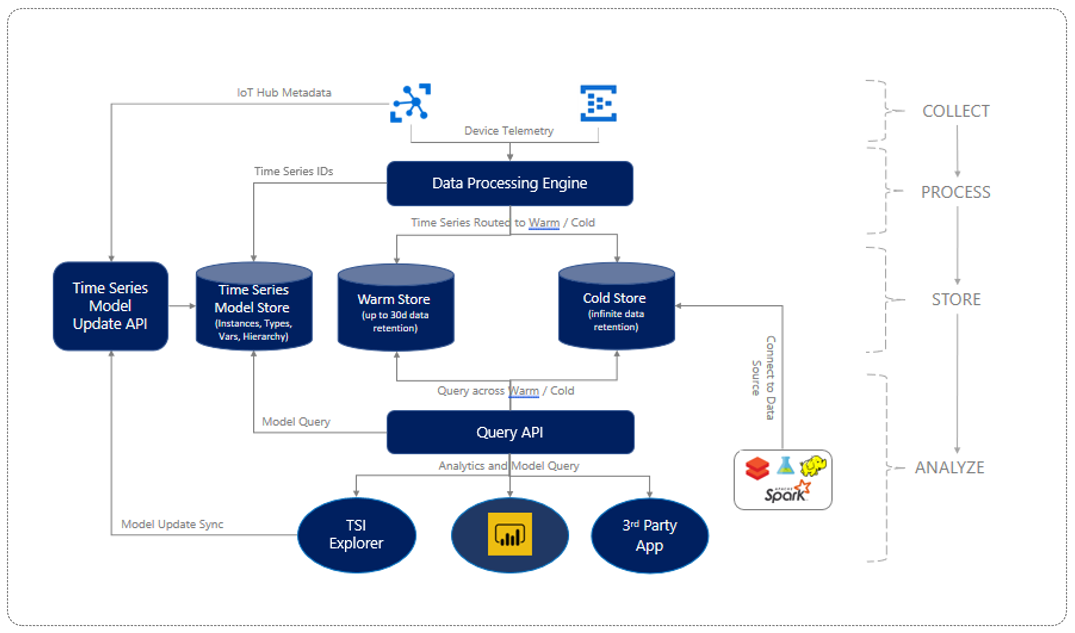 IoT Hub Metadata
COLLECT
Device Telemetry
Time Series IDs
Data Processing Engine
PROCESS
Time Series Routed to Warm / Cold
Time Series
Model
Update API
Time Series
Model Store
(Instances, Types,
Vars, Hierarchy)
Warm Store
(up to 30d data
retention)
Cold Store
(infinite data
retention)
STORE
Connect to Data
Source
Query across Warm / Cold
Model Query
Query API
Analytics and Model Query
ANALYZE
APACHE
Spark
Model Update Sync
TSI
Explorer
3rd Party
App